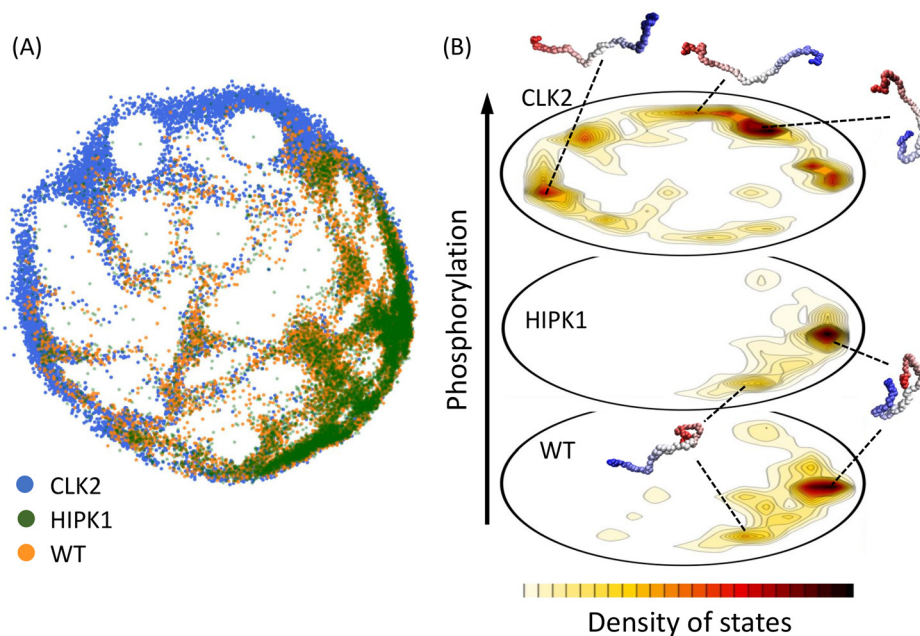 (A)
CLK2
HIPK1
WT
(B)
Phosphorylation
CLK2
HIPK1
WT
Density of states